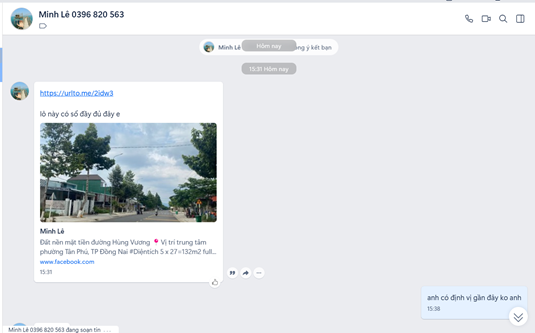 Minh Lê 0396 820 563
Minh Lê
ng ý kết bạn
Hôm nay
15:31 Hôm nay
https://urlto.me/2idw3
lô này có sổ đầy đủ đây e
Minh Lê
Đất nền mặt tiền đường Hùng Vương 📍 Vị trí trung tâm
phường Tân Phú, TP Đồng Nai #Diệntích 5 x 27=132m2 full...
www.facebook.com
15:31
anh có định vị gần đây ko anh
15:38
Minh Lê 0396 820 563 đang soạn tin ...